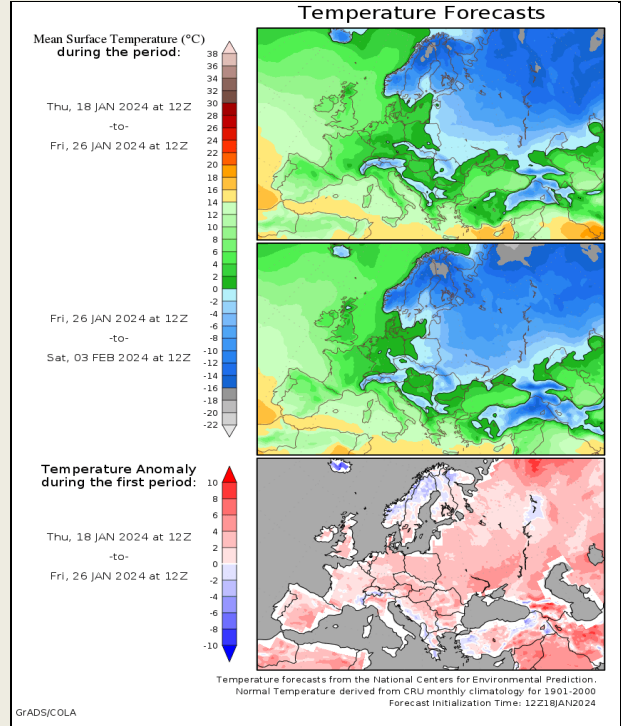 Temperature Forecasts
Mean Surface Temperature (°C)
during the period:
Thu, 18 JAN 2024 at 12Z
-to-
Fri, 26 JAN 2024 at 12Z
38
36
34
32
30
28
26
24
22
20
18
16
14
12
10
8
6
4
2
0
-2
-4
-6
-8
-10
-12
-14
-16
-18
-20
-22
Fri, 26 JAN 2024 at 12Z
-to-
Sat, 03 FEB 2024 at 12Z
Temperature Anomaly
during the first period:
Thu, 18 JAN 2024 at 12Z
-to-
Fri, 26 JAN 2024 at 12Z
10
8
6
4
2
0
-2
-4
-6
-8
-10
Temperature forecasts from the National Centers for Environmental Prediction.
Normal Temperature derived from CRU monthly climatology for 1901-2000
Forecast Initialization Time: 12Z18JAN2024
GrADS/COLA